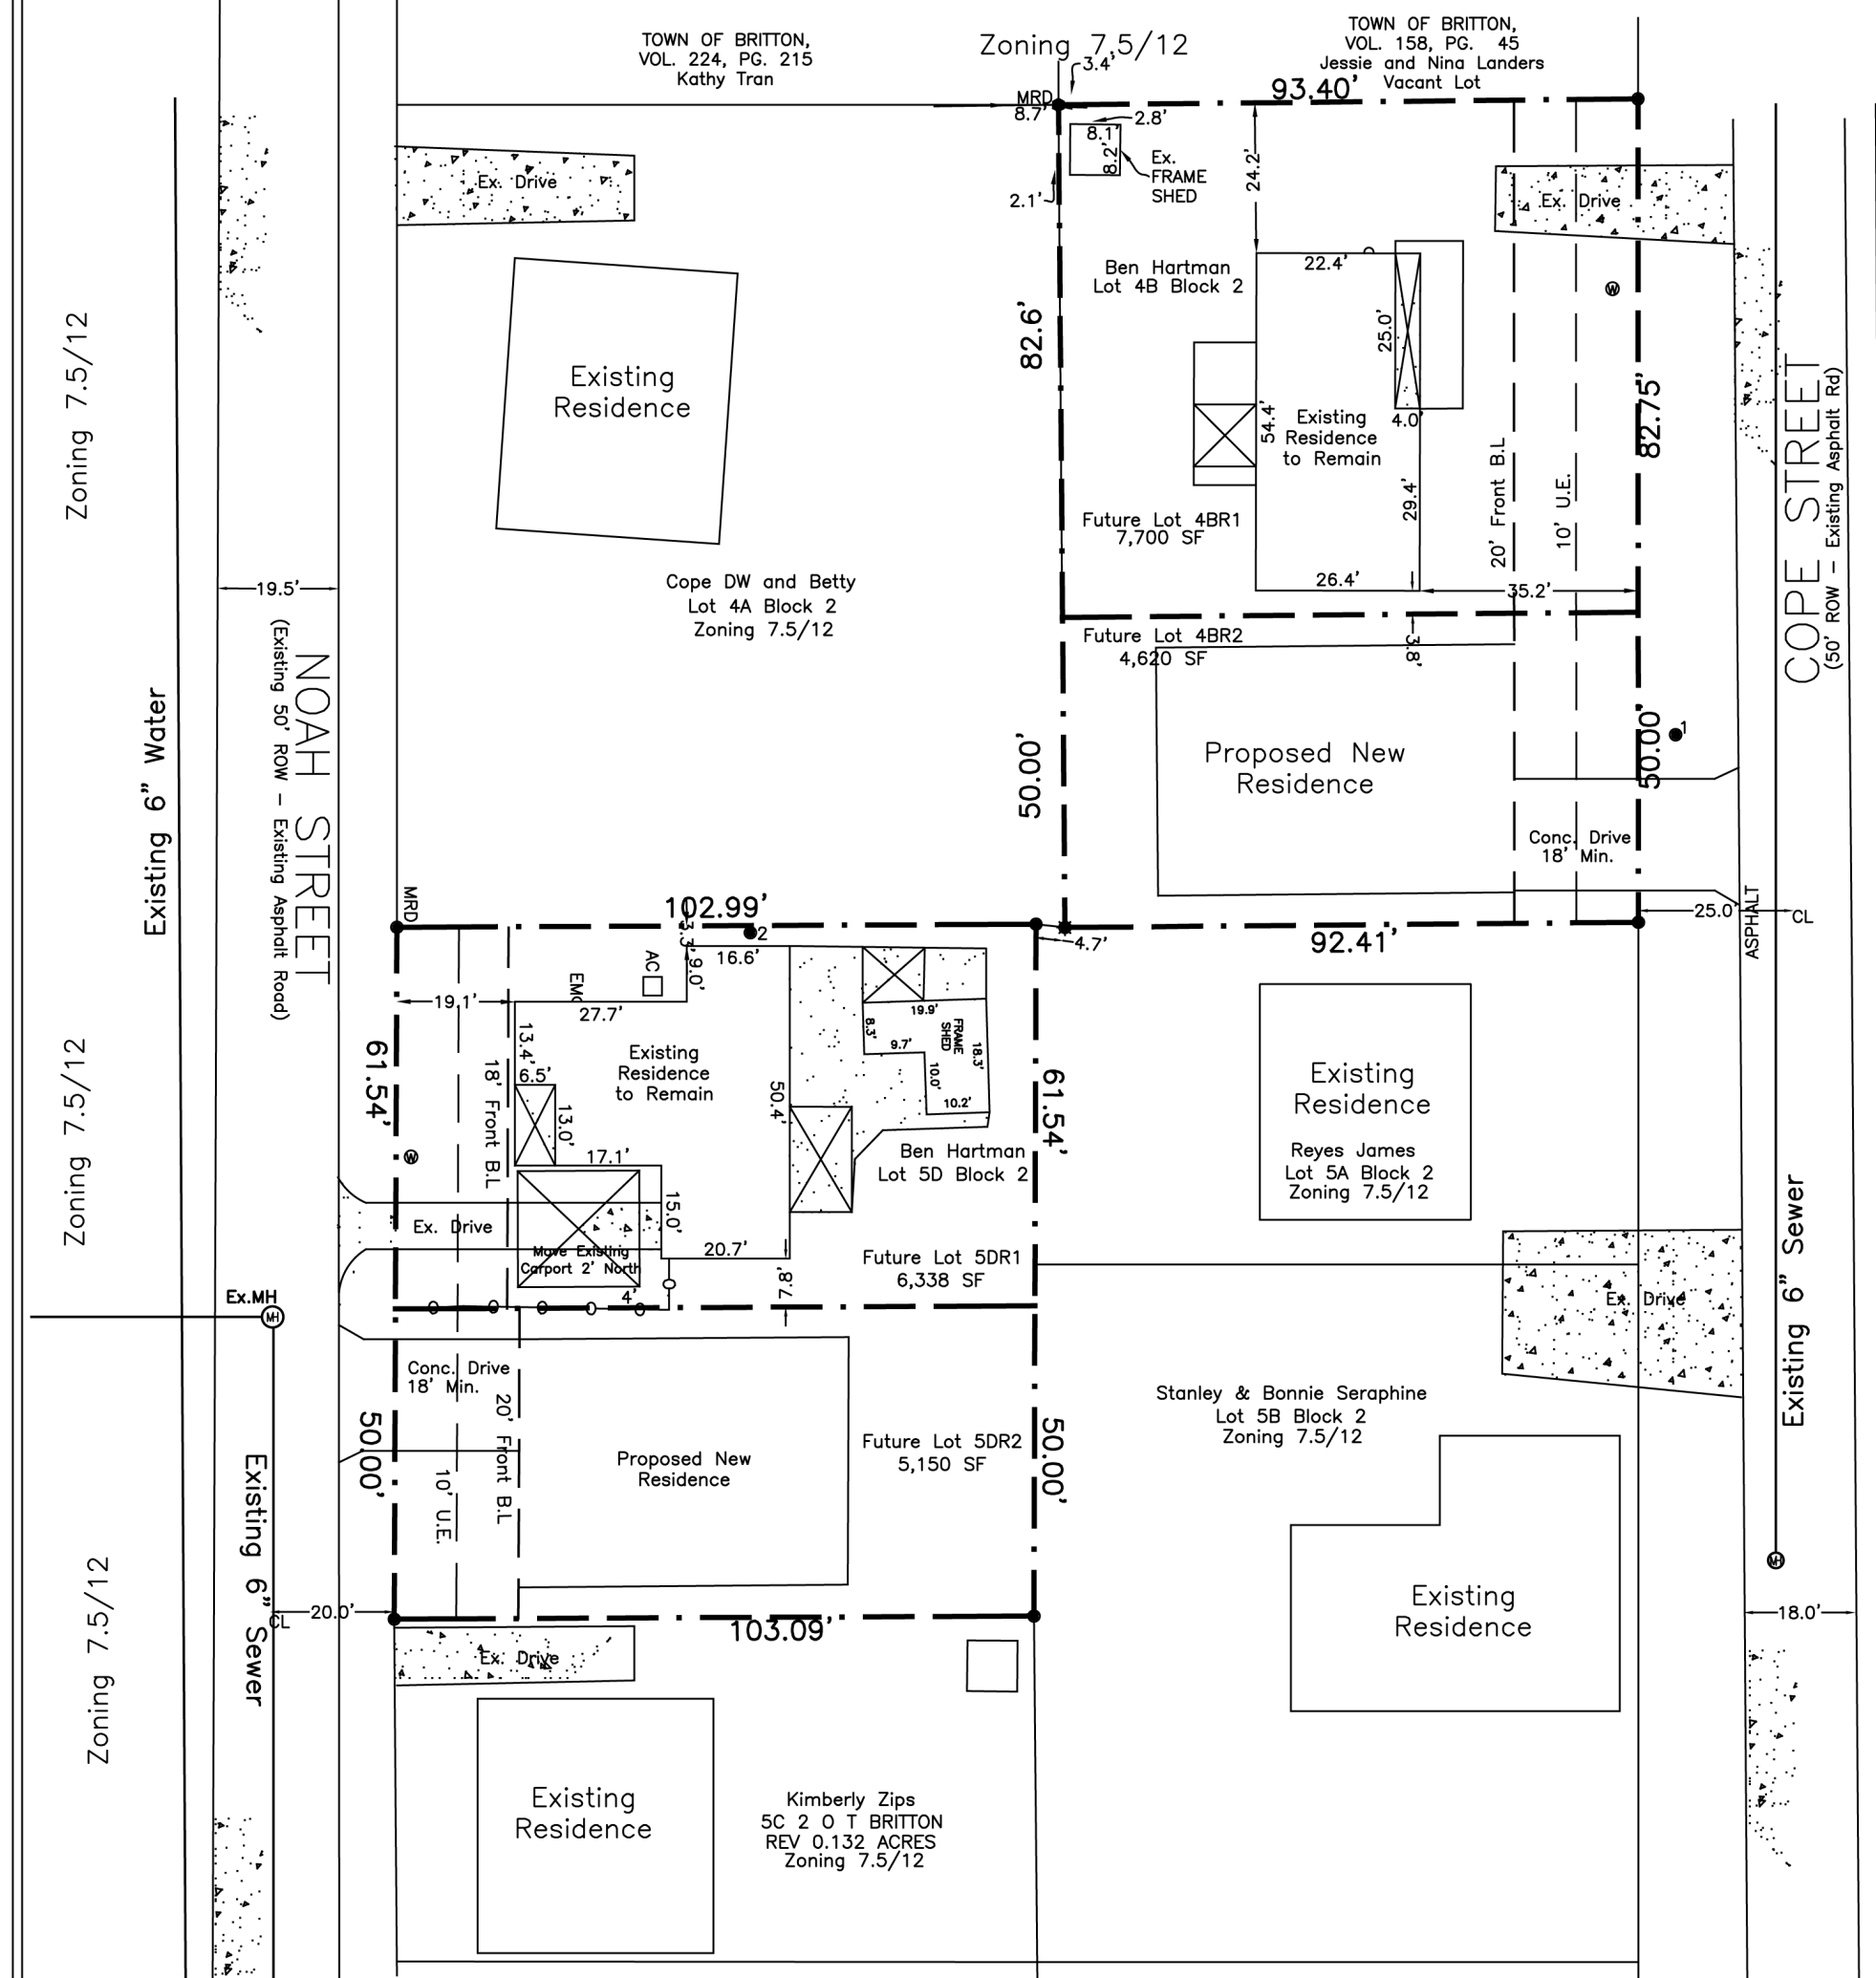 TOWN OF BRITTON,
VOL. 224, PG. 215
Kathy Tran
Zoning 7.5/12
TOWN OF BRITTON,
VOL. 158, PG. 45
Jessie and Nina Landers
Vacant Lot
3.4'
93.40'
MRD
8.7'
2.8'
8.1'
8.2'
Ex.
FRAME
SHED
2.1'
24.2'
Ex. Drive
Ex. Drive
W
Ben Hartman
Lot 4B Block 2
22.4'
25.0'
4.0'
54.4'
Existing
Residence
to Remain
29.4'
26.4'
35.2'
82.6'
82.75'
20' Front B.L
10' U.E.
Future Lot 4BR1
7,700 SF
COPE STREET
(50' ROW - Existing Asphalt Rd)
Zoning 7.5/12
Existing
Residence
19.5'
Cope DW and Betty
Lot 4A Block 2
Zoning 7.5/12
NOAH STREET
(Existing 50' ROW - Existing Asphalt Road)
Existing 6" Water
Future Lot 4BR2
4,620 SF
3.8'
50.00'
50.00'
1
Proposed New
Residence
Conc. Drive
18' Min.
25.0'
CL
ASPHALT
MRD
102.99'
2
4.7'
92.41'
3.3'
16.6'
9.0'
AC
EM
27.7'
19.1'
13.4'
6.5'
13.0'
17.1'
15.0'
20.7'
50.4'
7.8'
19.9'
8.3'
9.7'
FRAME
SHED
18.3'
10.0'
10.2'
Existing
Residence
to Remain
61.54'
61.54'
18' Front B.L
W
Ex. Drive
Move Existing
Carport 2' North
4'
Ben Hartman
Lot 5D Block 2
Future Lot 5DR1
6,338 SF
Existing
Residence
Reyes James
Lot 5A Block 2
Zoning 7.5/12
Zoning 7.5/12
Ex. Drive
Existing 6" Sewer
MH
Ex.MH
MH
Conc. Drive
18' Min.
20' Front B.L
10' U.E.
50.00'
50.00'
Proposed New
Residence
Future Lot 5DR2
5,150 SF
Stanley & Bonnie Seraphine
Lot 5B Block 2
Zoning 7.5/12
Existing
Residence
Existing 6" Sewer
CL
20.0'
103.09'
18.0'
Zoning 7.5/12
Ex. Drive
Existing
Residence
Kimberly Zips
5C 2 O T BRITTON
REV 0.132 ACRES
Zoning 7.5/12